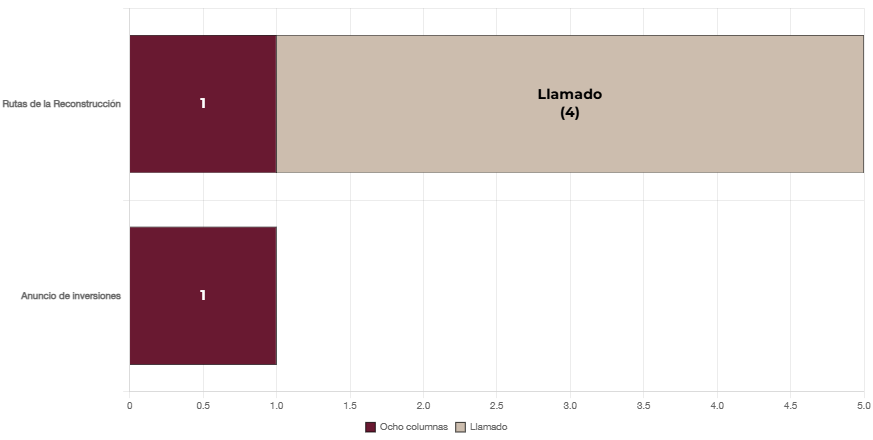 Rutas de la Reconstrucción
1
Llamado
(4)
Anuncio de inversiones
1
0 0.5 1.0 1.5 2.0 2.5 3.0 3.5 4.0 4.5 5.0
Ocho columnas Llamado